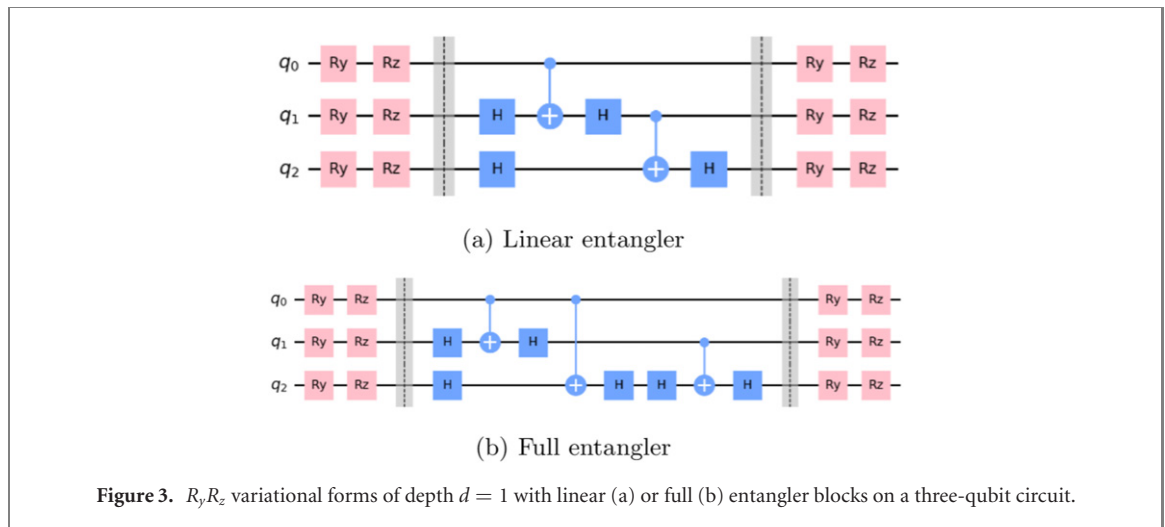 q0 Ry Rz Ry Rz
q1 Ry Rz H H Ry Rz
q2 Ry Rz H H Ry Rz
(a) Linear entangler
q0 Ry Rz Ry Rz
q1 Ry Rz H H Ry Rz
q2 Ry Rz H H H H Ry Rz
(b) Full entangler
Figure 3. RyRz variational forms of depth d = 1 with linear (a) or full (b) entangler blocks on a three-qubit circuit.